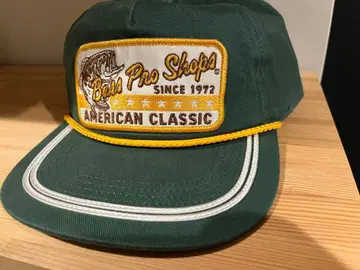 Bass Pro Shops
SINCE 1972
AMERICAN CLASSIC